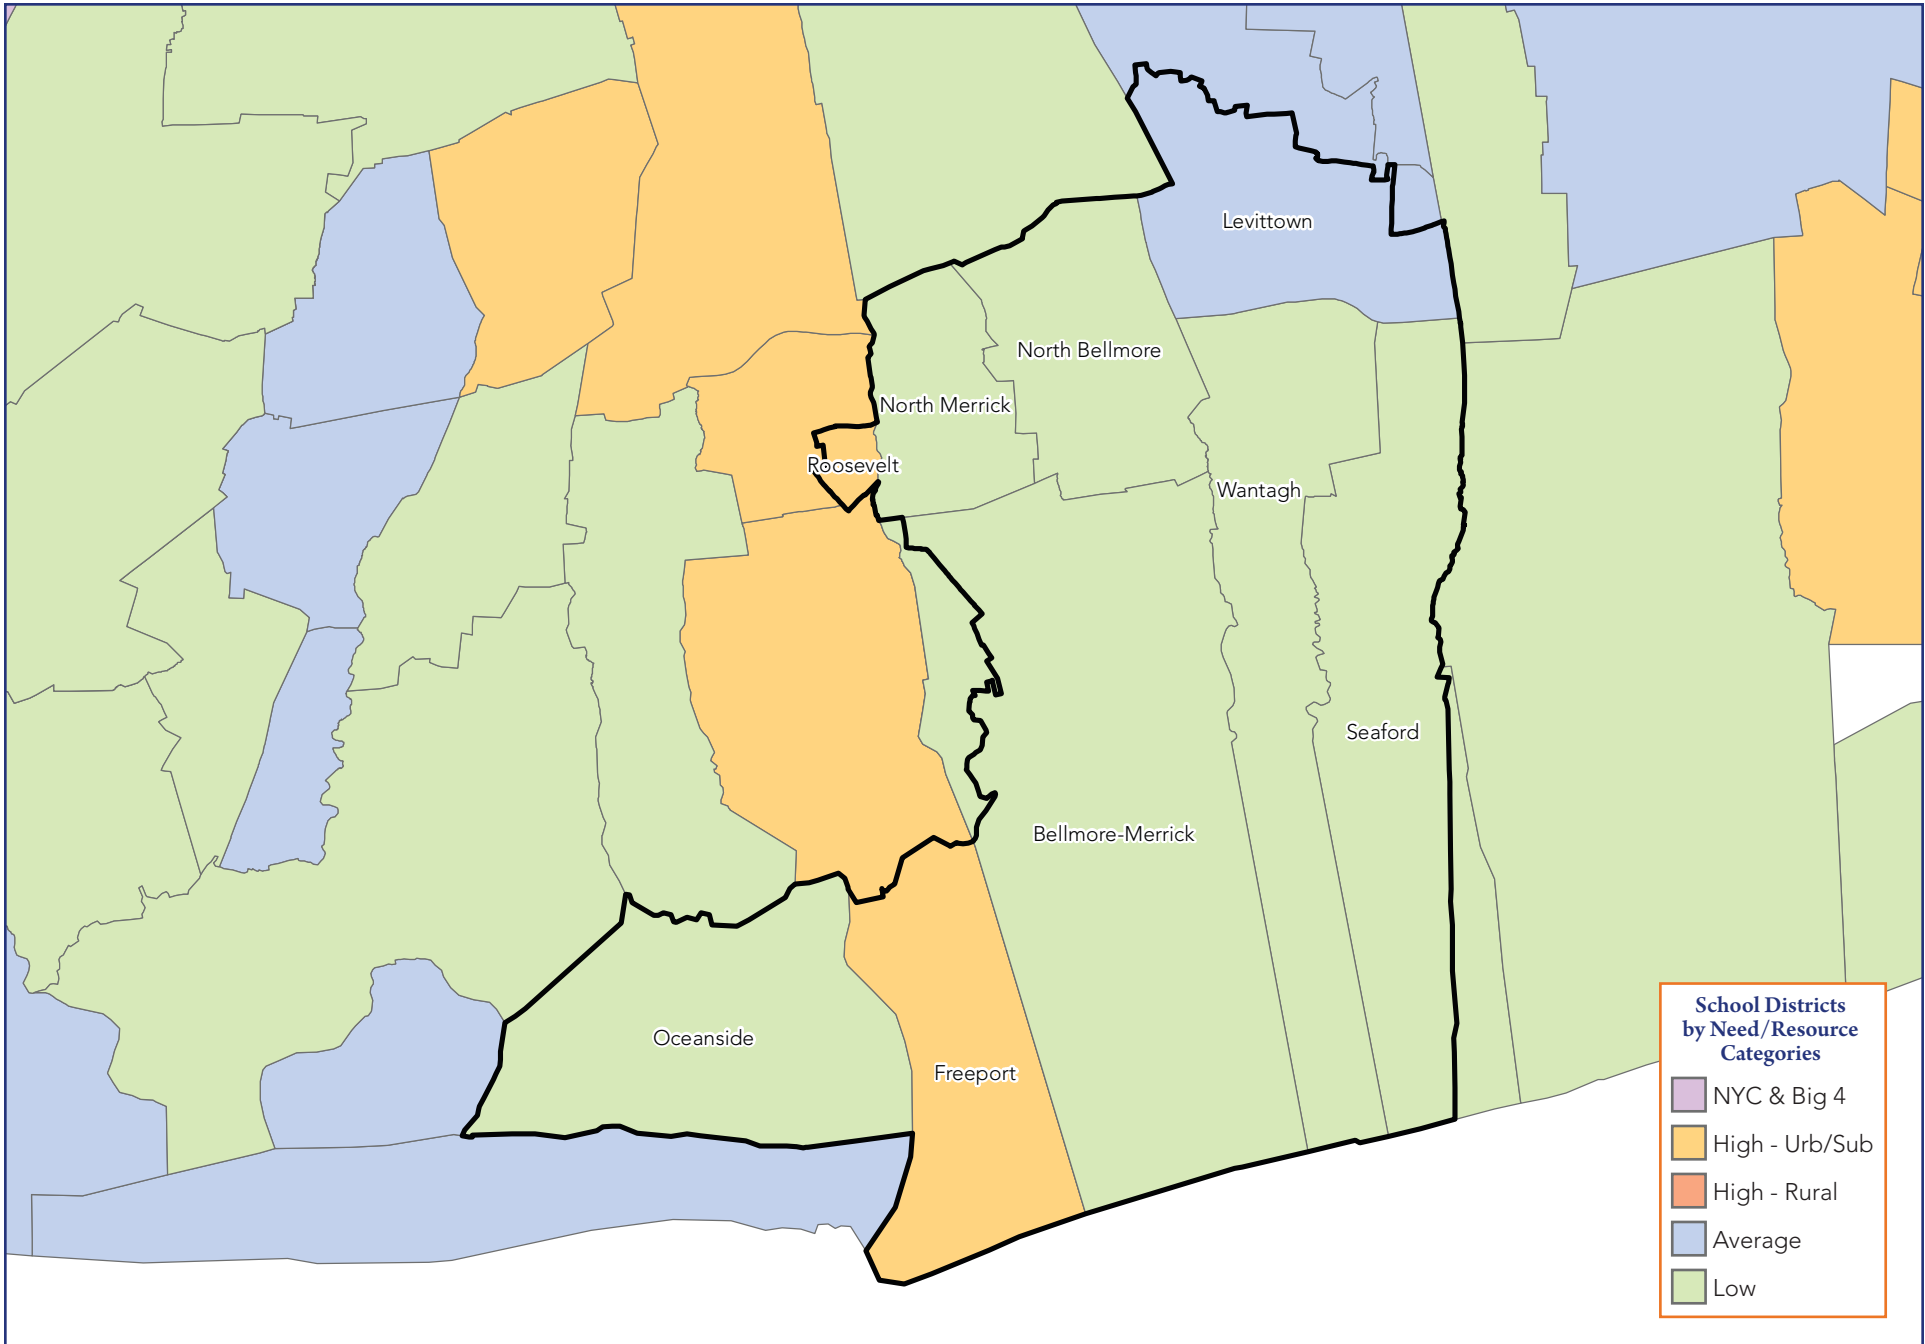 Levittown
North Bellmore
North Merrick
Roosevelt
Wantagh
Seaford
Bellmore-Merrick
Oceanside
Freeport
School Districts
by Need/Resource
Categories
NYC & Big 4
High - Urb/Sub
High - Rural
Average
Low